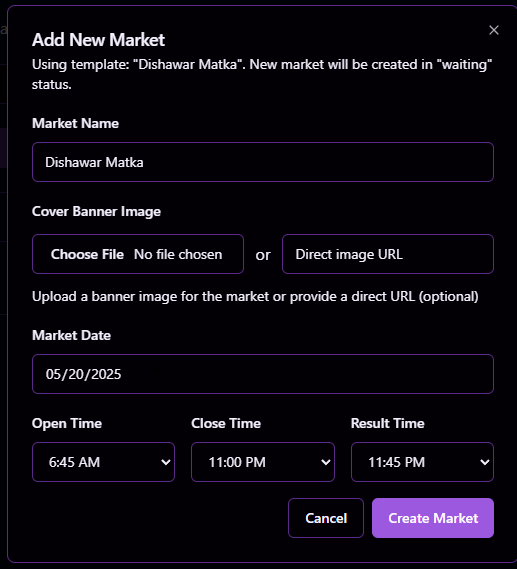 Add New Market
Using template: "Dishawar Matka". New market will be created in "waiting"
status.
Market Name
Dishawar Matka
Cover Banner Image
Choose File No file chosen or Direct image URL
Upload a banner image for the market or provide a direct URL (optional)
Market Date
05/20/2025
Open Time Close Time Result Time
6:45 AM 11:00 PM 11:45 PM
Cancel Create Market